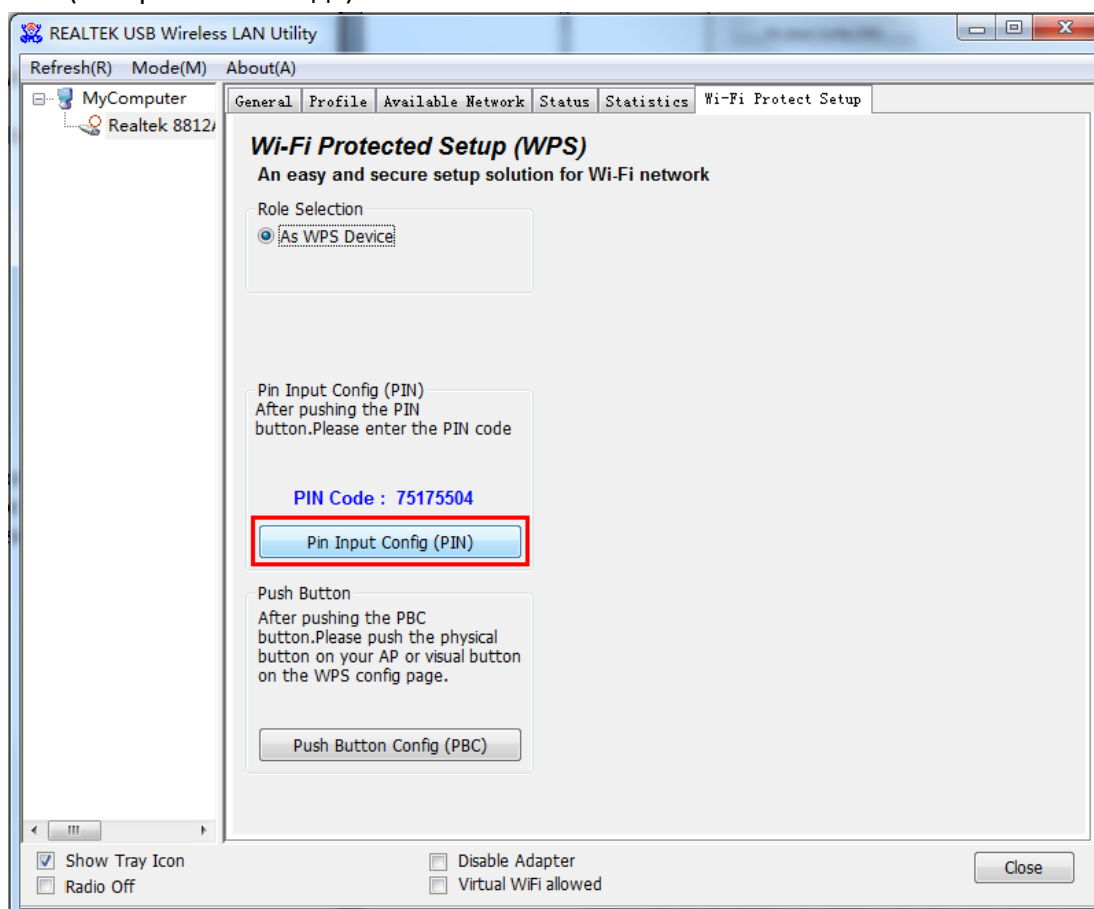 REALTEK USB Wireless LAN Utility
Refresh(R) Mode(M) About(A)
MyComputer
Realtek 8812
General Profile Available Network Status Statistics Wi-Fi Protect Setup
Wi-Fi Protected Setup (WPS)
An easy and secure setup solution for Wi-Fi network
Role Selection
As WPS Device
Pin Input Config (PIN)
After pushing the PIN
button.Please enter the PIN code
PIN Code : 75175504
Pin Input Config (PIN)
Push Button
After pushing the PBC
button.Please push the physical
button on your AP or visual button
on the WPS config page.
Push Button Config (PBC)
Show Tray Icon
Radio Off
Disable Adapter
Virtual WiFi allowed
Close